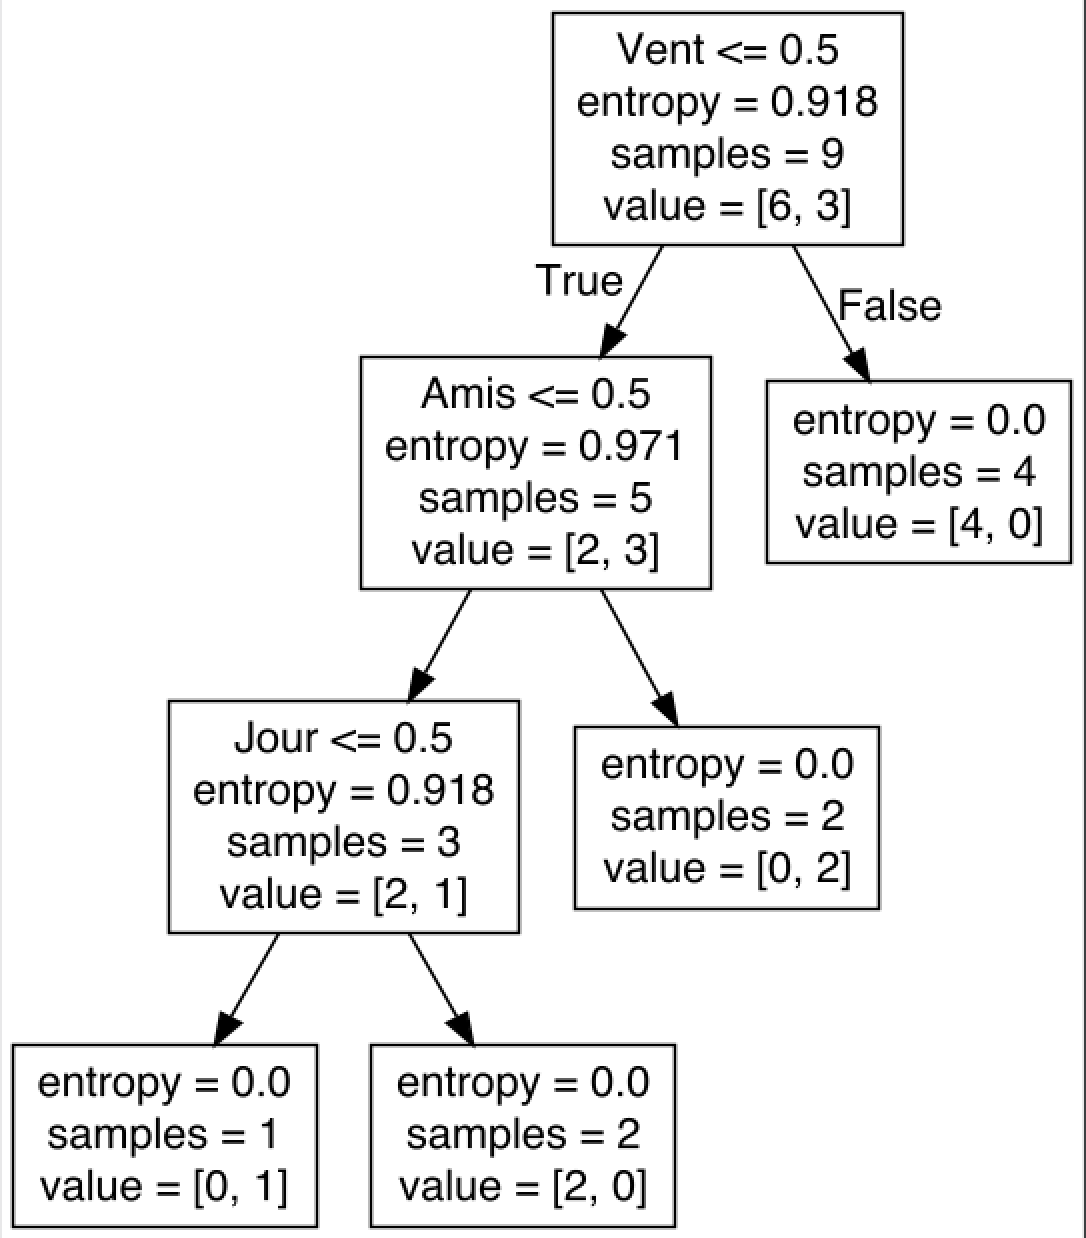 Vent <= 0.5
entropy = 0.918
samples = 9
value = [6, 3]
True
False
Amis <= 0.5
entropy = 0.971
samples = 5
value = [2, 3]
entropy = 0.0
samples = 4
value = [4, 0]
Jour <= 0.5
entropy = 0.918
samples = 3
value = [2, 1]
entropy = 0.0
samples = 2
value = [0, 2]
entropy = 0.0
samples = 1
value = [0, 1]
entropy = 0.0
samples = 2
value = [2, 0]